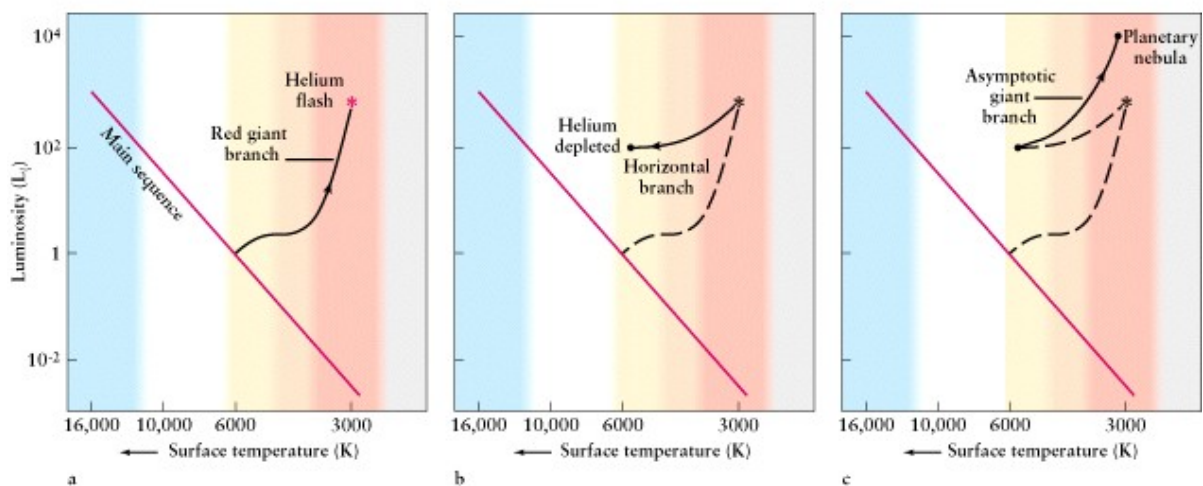 10⁴
10²
1
10⁻²
Luminosity (L☉)
Main sequence
Helium
flash
Red giant
branch
16,000
10,000
6000
3000
Surface temperature (K)
a
Helium
depleted
Horizontal
branch
16,000
10,000
6000
3000
Surface temperature (K)
b
Planetary
nebula
Asymptotic
giant
branch
16,000
10,000
6000
3000
Surface temperature (K)
c